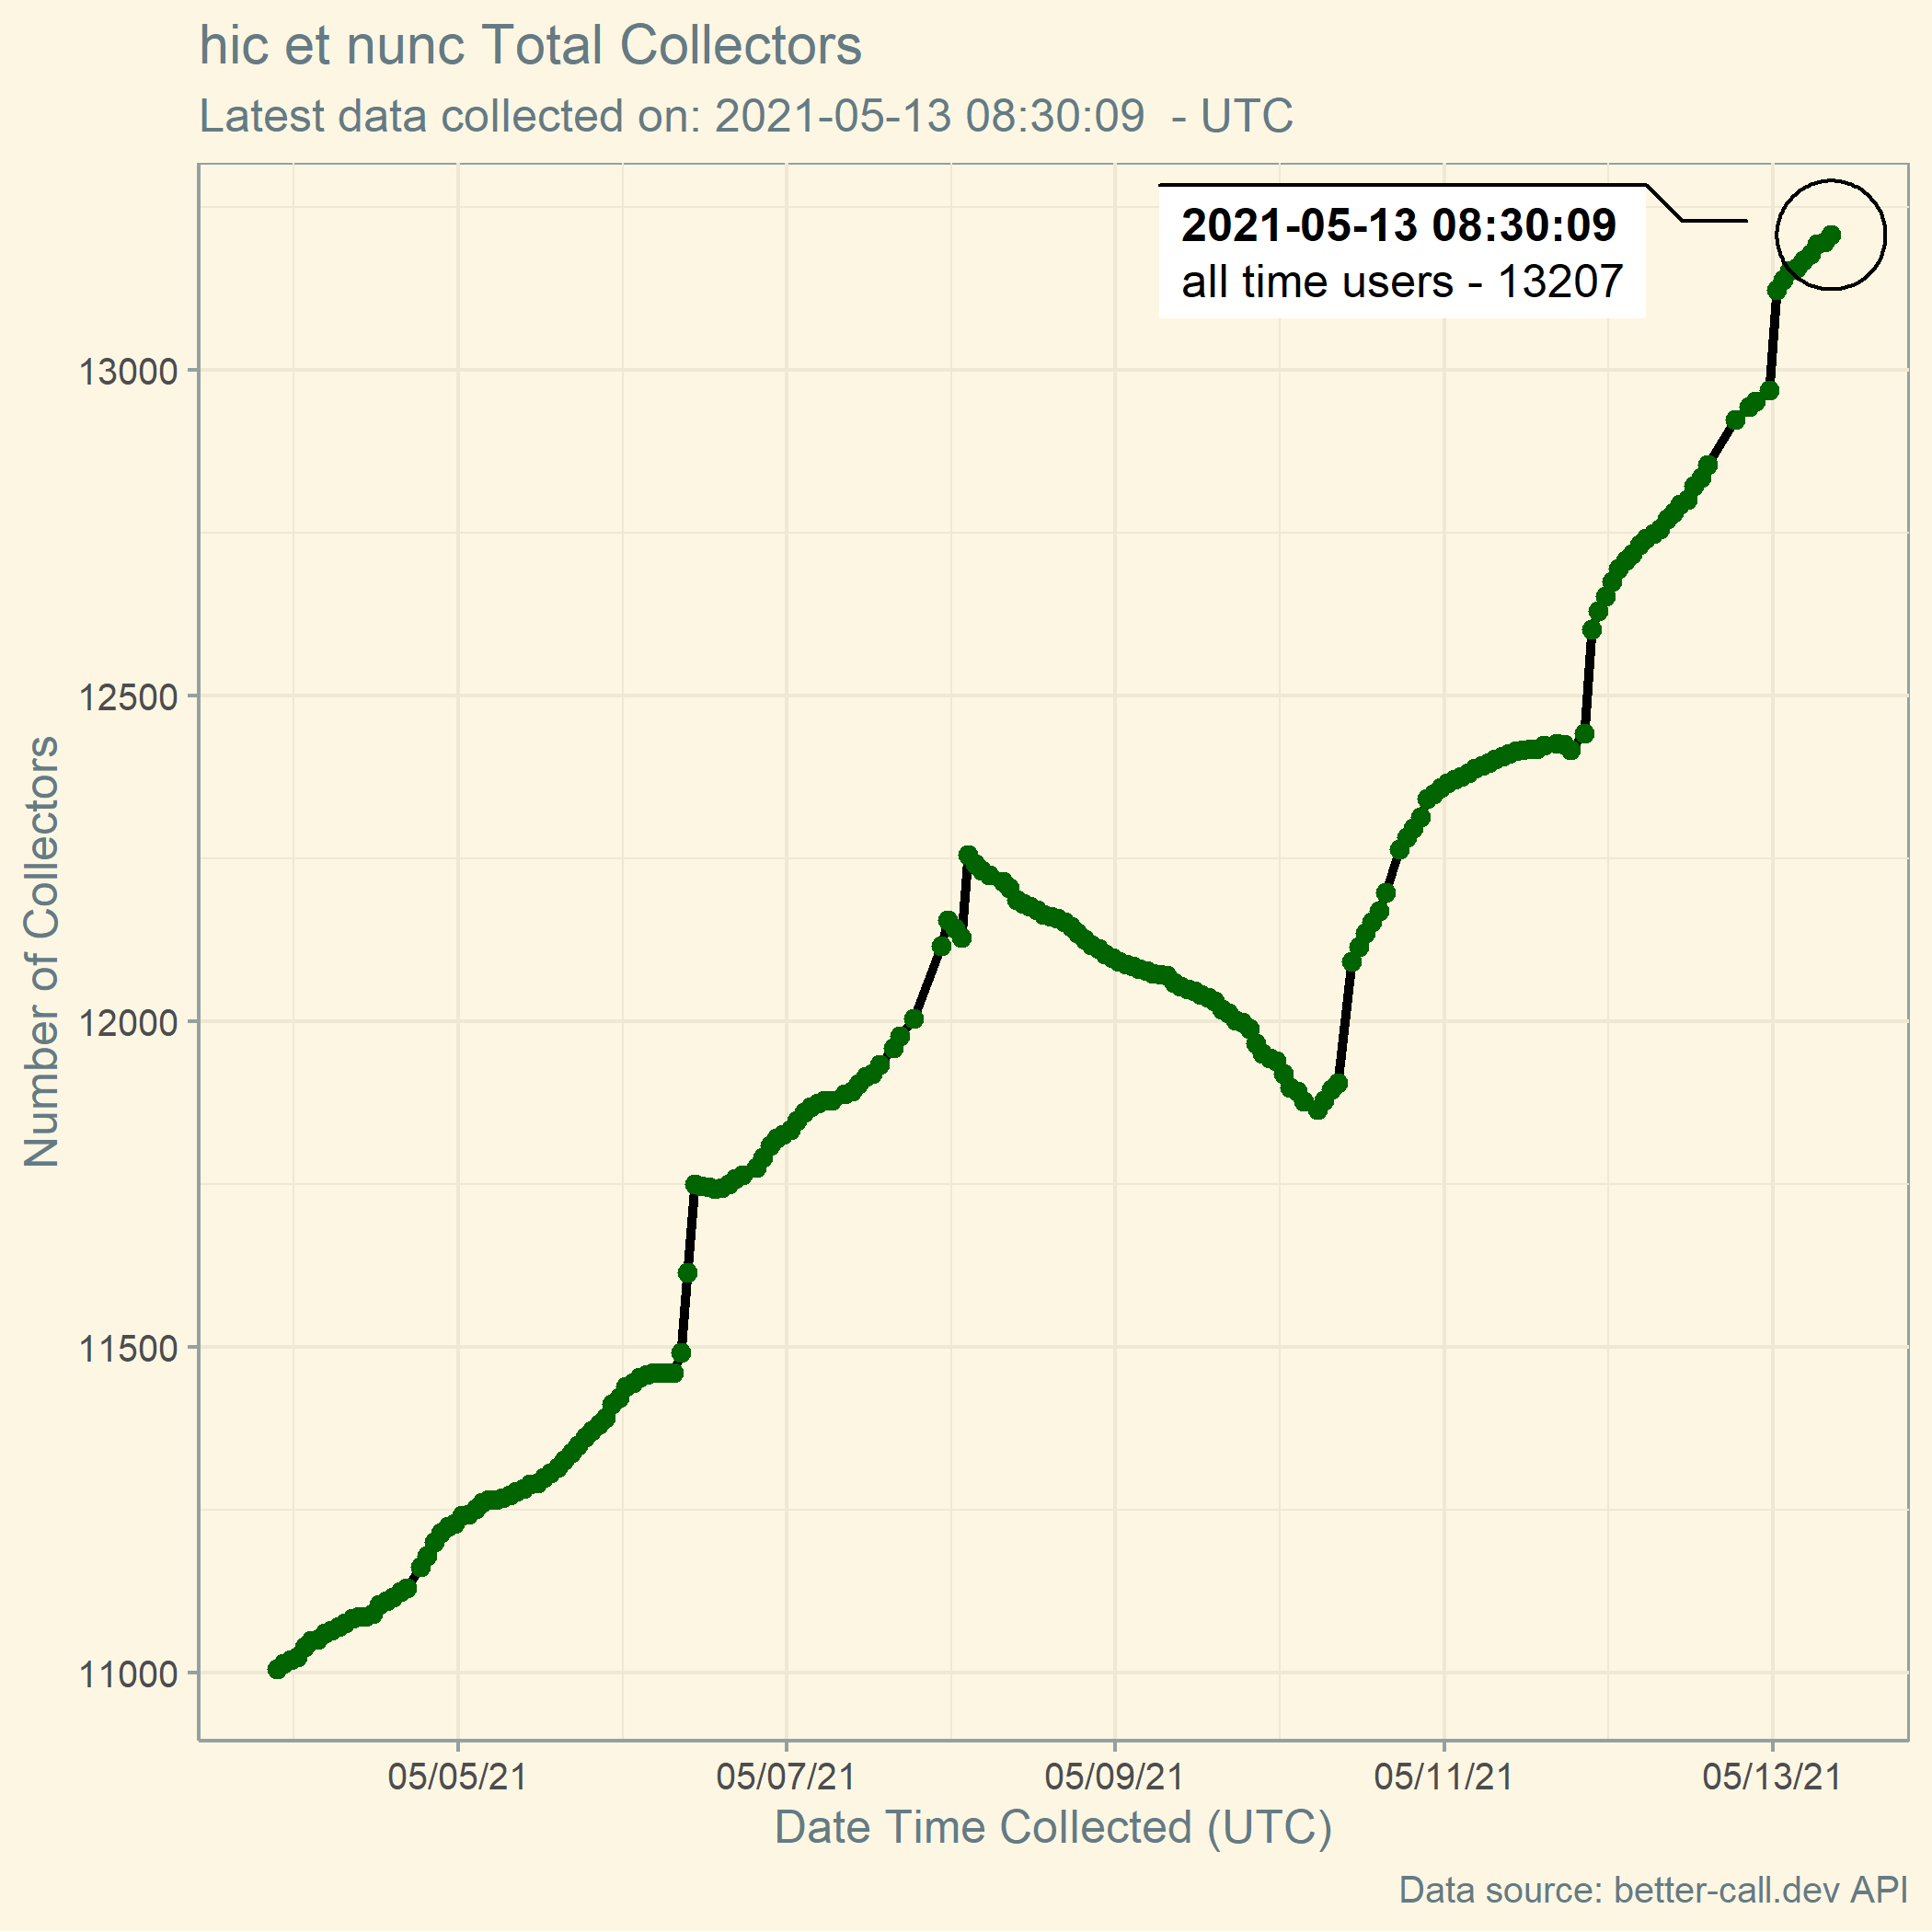 hic et nunc Total Collectors
Latest data collected on: 2021-05-13 08:30:09  - UTC
2021-05-13 08:30:09
all time users - 13207
Number of Collectors
13000
12500
12000
11500
11000
05/05/21
05/07/21
05/09/21
05/11/21
05/13/21
Date Time Collected (UTC)
Data source: better-call.dev API